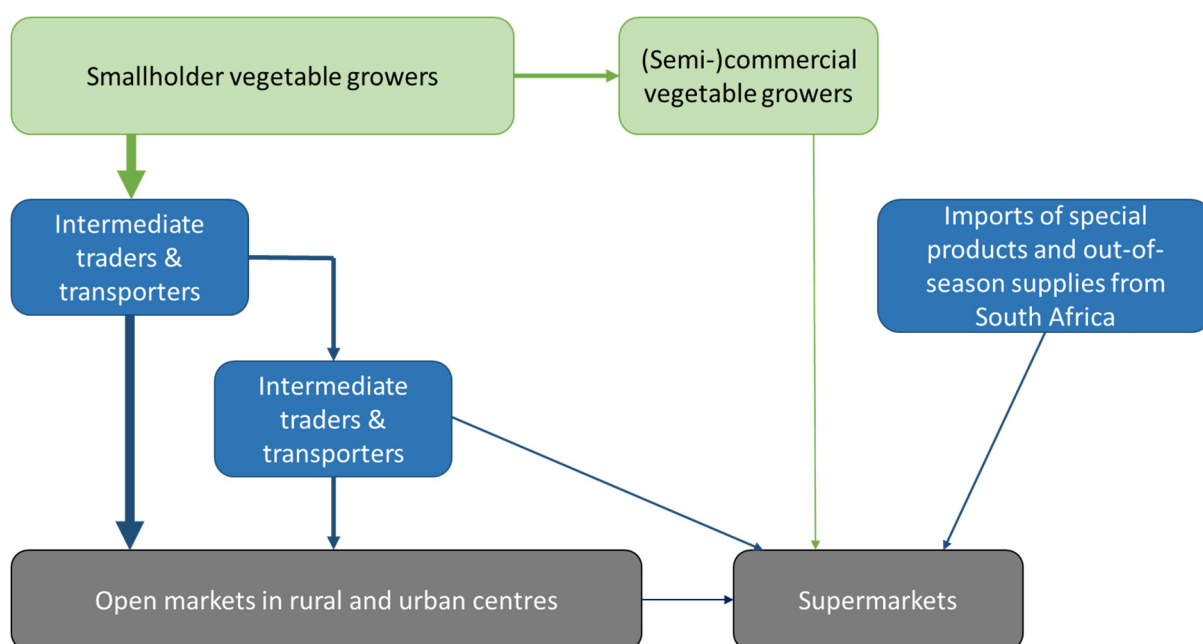 Smallholder vegetable growers
(Semi-)commercial
vegetable growers
Intermediate
traders &
transporters
Imports of special
products and out-of-
season supplies from
South Africa
Intermediate
traders &
transporters
Open markets in rural and urban centres
Supermarkets